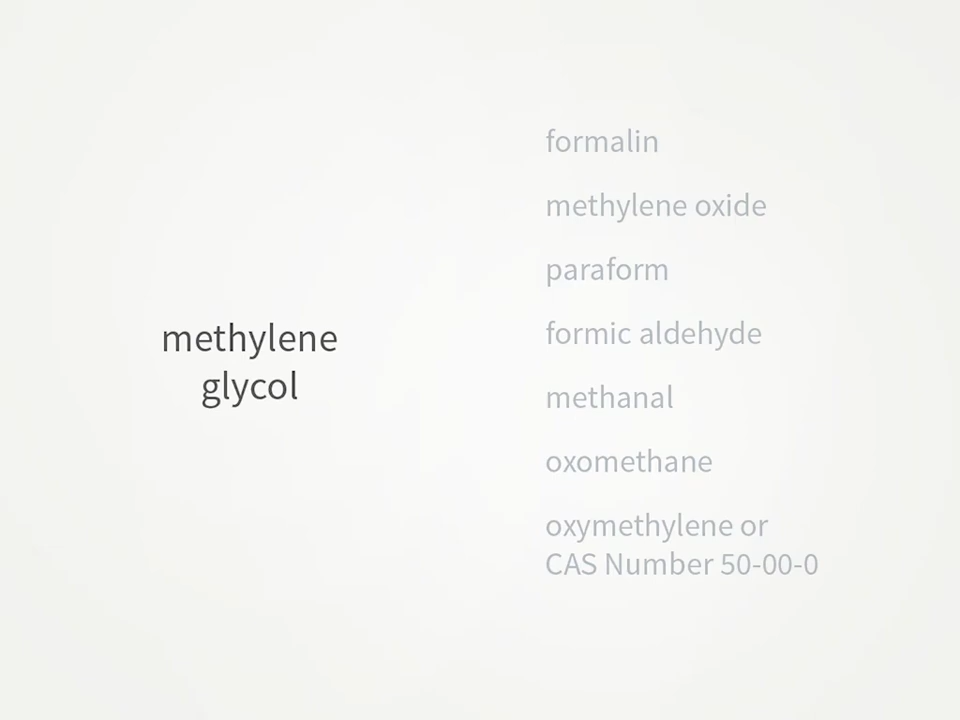 methylene
glycol
formalin
methylene oxide
paraform
formic aldehyde
methanal
oxomethane
oxymethylene or
CAS Number 50-00-0